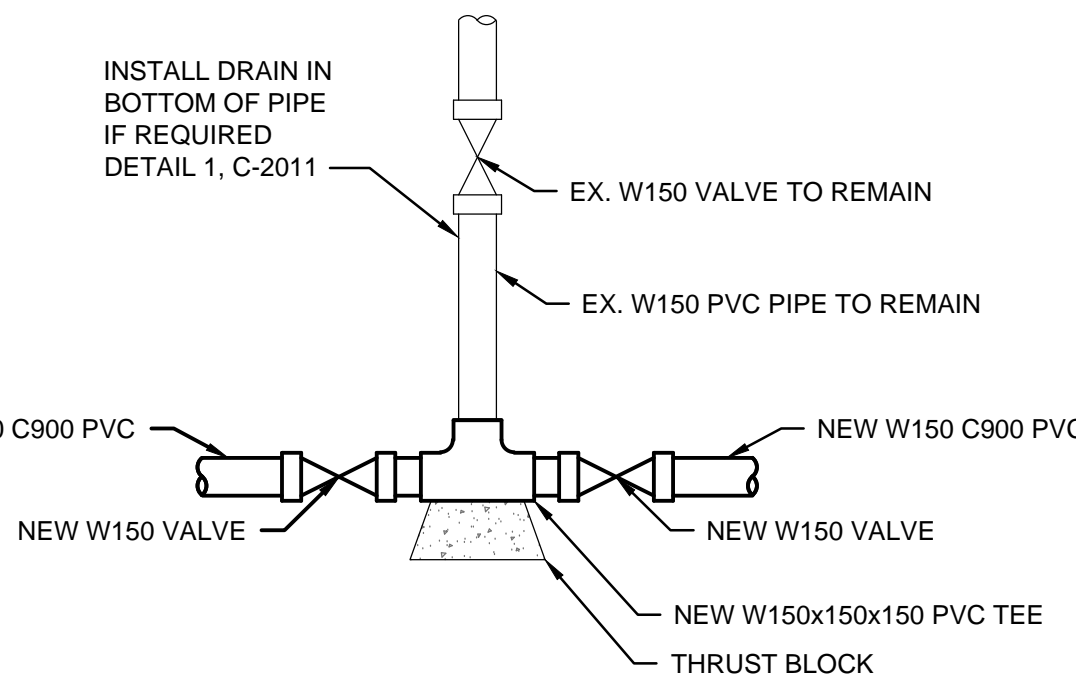 INSTALL DRAIN IN
BOTTOM OF PIPE
IF REQUIRED
DETAIL 1, C-2011
EX. W150 VALVE TO REMAIN
EX. W150 PVC PIPE TO REMAIN
C900 PVC
NEW W150 C900 PVC
NEW W150 VALVE
NEW W150 VALVE
NEW W150x150x150 PVC TEE
THRUST BLOCK